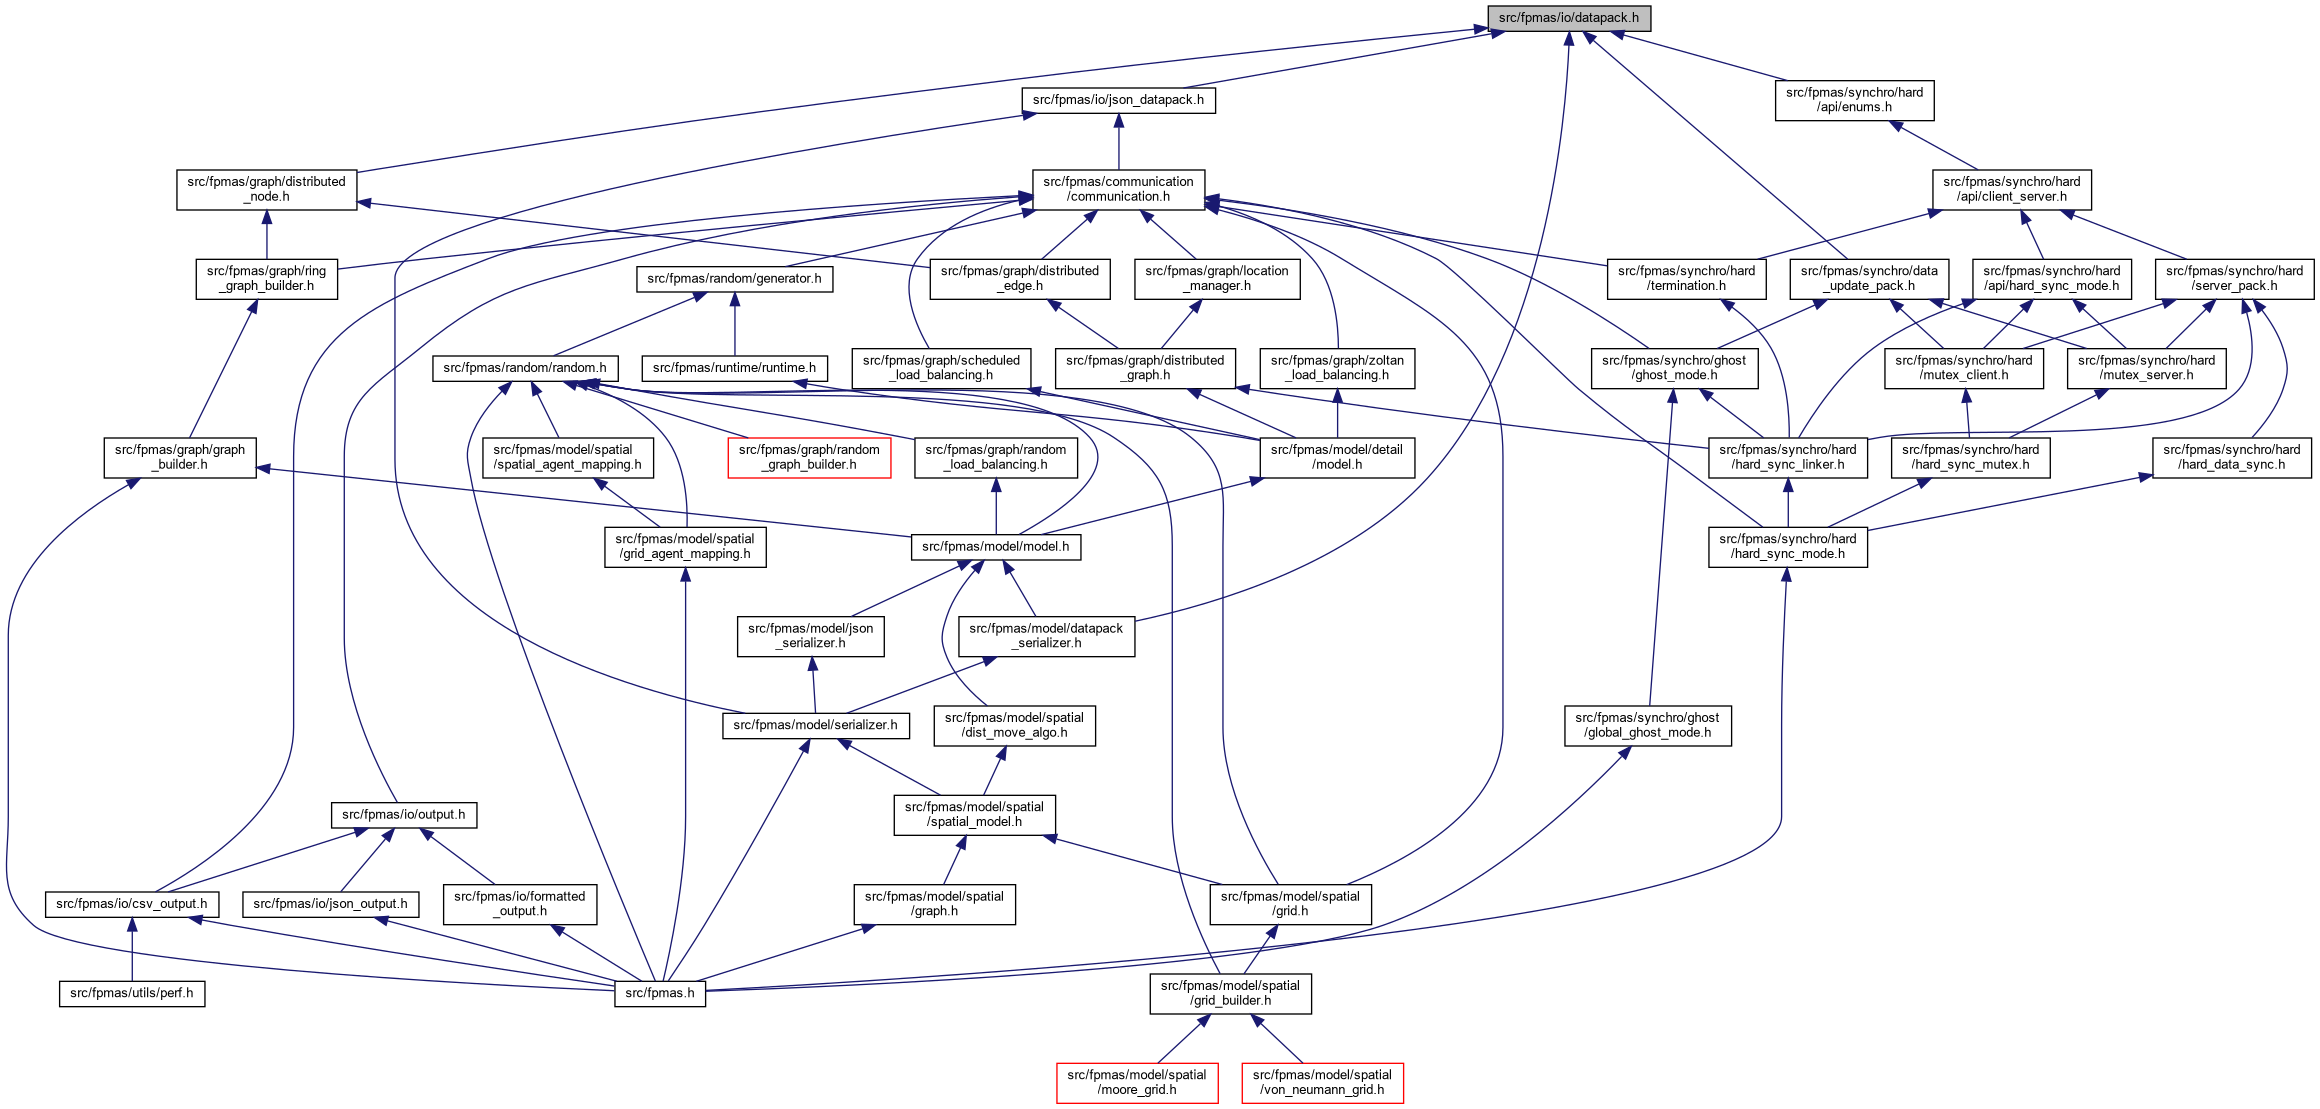 src/fpmas/io/datapack.h
src/fpmas/io/json_datapack.h
src/fpmas/synchro/hard
/api/enums.h
src/fpmas/graph/distributed
_node.h
src/fpmas/communication
/communication.h
src/fpmas/synchro/hard
/api/client_server.h
src/fpmas/graph/ring
_graph_builder.h
src/fpmas/random/generator.h
src/fpmas/graph/distributed
_edge.h
src/fpmas/graph/location
_manager.h
src/fpmas/synchro/hard
/termination.h
src/fpmas/synchro/data
_update_pack.h
src/fpmas/synchro/hard
/api/hard_sync_mode.h
src/fpmas/synchro/hard
/server_pack.h
src/fpmas/random/random.h
src/fpmas/runtime/runtime.h
src/fpmas/graph/scheduled
_load_balancing.h
src/fpmas/graph/distributed
_graph.h
src/fpmas/graph/zoltan
_load_balancing.h
src/fpmas/synchro/ghost
/ghost_mode.h
src/fpmas/synchro/hard
/mutex_client.h
src/fpmas/synchro/hard
/mutex_server.h
src/fpmas/graph/graph
_builder.h
src/fpmas/model/spatial
/spatial_agent_mapping.h
src/fpmas/graph/random
_graph_builder.h
src/fpmas/graph/random
_load_balancing.h
src/fpmas/model/detail
/model.h
src/fpmas/synchro/hard
/hard_sync_linker.h
src/fpmas/synchro/hard
/hard_sync_mutex.h
src/fpmas/synchro/hard
/hard_data_sync.h
src/fpmas/model/spatial
/grid_agent_mapping.h
src/fpmas/model/model.h
src/fpmas/synchro/hard
/hard_sync_mode.h
src/fpmas/model/json
_serializer.h
src/fpmas/model/datapack
_serializer.h
src/fpmas/model/serializer.h
src/fpmas/model/spatial
/dist_move_algo.h
src/fpmas/synchro/ghost
/global_ghost_mode.h
src/fpmas/io/output.h
src/fpmas/model/spatial
/spatial_model.h
src/fpmas/io/csv_output.h
src/fpmas/io/json_output.h
src/fpmas/io/formatted
_output.h
src/fpmas/model/spatial
/graph.h
src/fpmas/model/spatial
/grid.h
src/fpmas/utils/perf.h
src/fpmas.h
src/fpmas/model/spatial
/grid_builder.h
src/fpmas/model/spatial
/moore_grid.h
src/fpmas/model/spatial
/von_neumann_grid.h